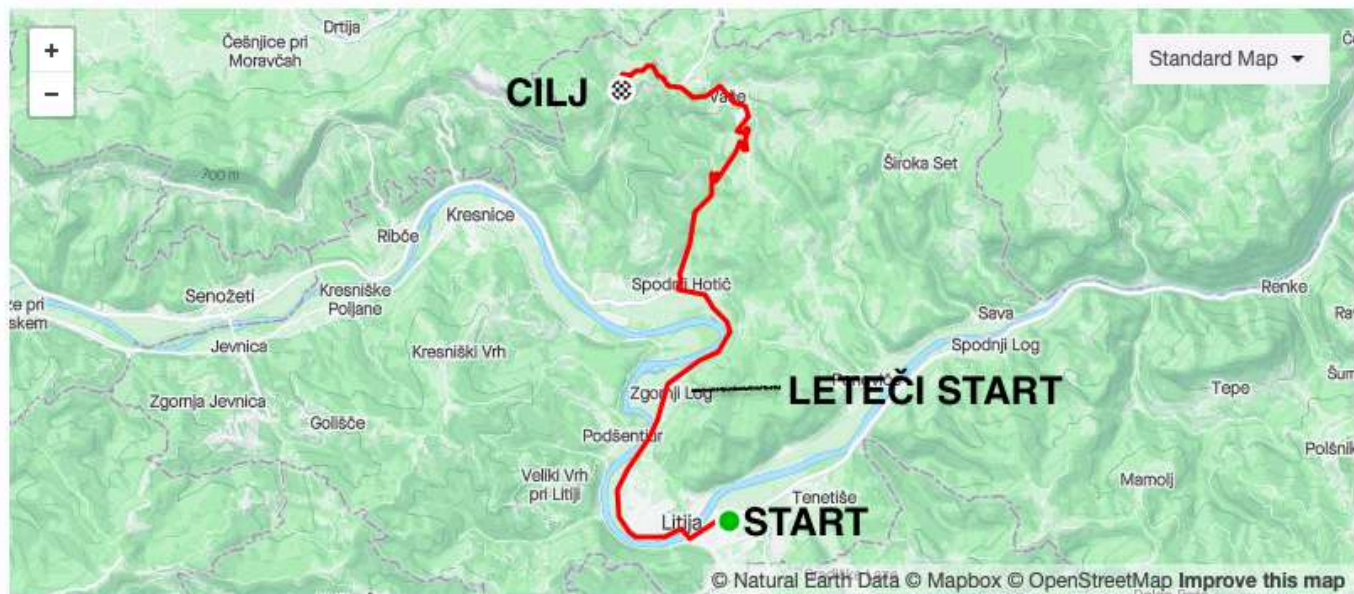 Drtija
Češnjice pri
Moravčah
+
−
Standard Map
CILJ
Vače
Široka Set
700 m
Kresnice
Ribče
Spodnji Hotič
Senožeti
Kresniške
Poljane
Renke
Sava
Jevnica
Kresniški Vrh
Spodnji Log
Zgornji Log
LETEČI START
Tepe
Zgornja Jevnica
Golišče
Podšentjur
Veliki Vrh
pri Litiji
Mamolj
Tenetiše
Litija
START
© Natural Earth Data © Mapbox © OpenStreetMap Improve this map